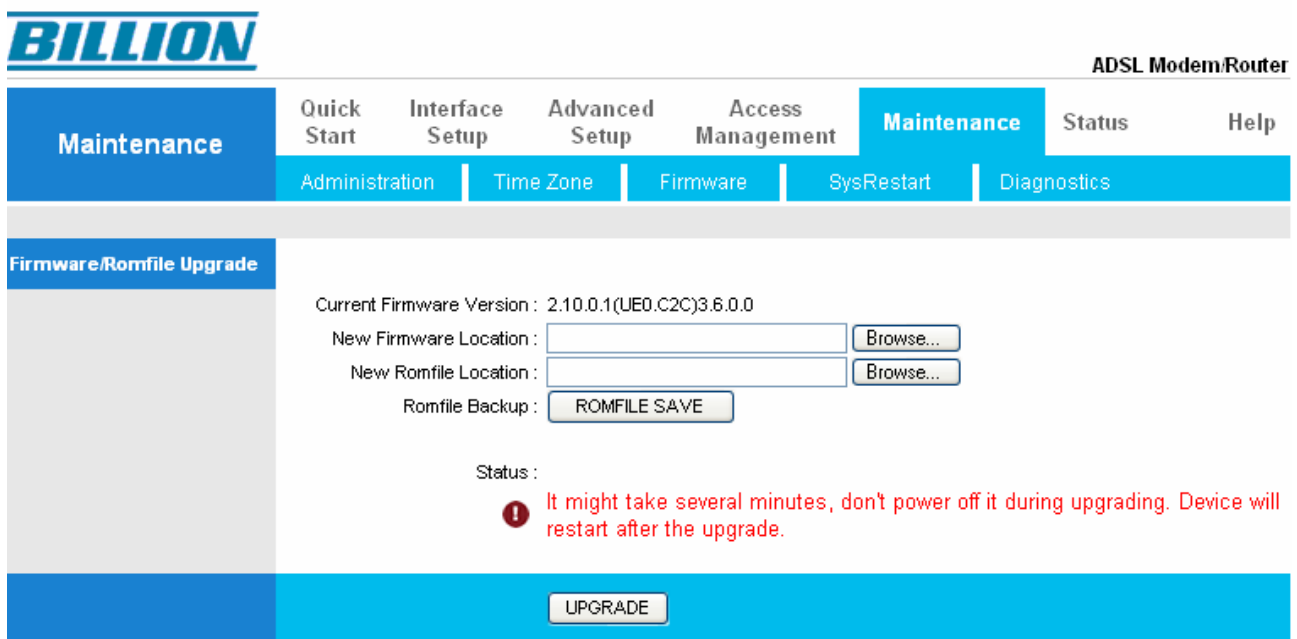 BILLION
ADSL Modem/Router
Maintenance
Quick Start
Interface Setup
Advanced Setup
Access Management
Maintenance
Status
Help
Administration
Time Zone
Firmware
SysRestart
Diagnostics
Firmware/Romfile Upgrade
Current Firmware Version : 2.10.0.1(UE0.C2C)3.6.0.0
New Firmware Location : Browse...
New Romfile Location : Browse...
Romfile Backup : ROMFILE SAVE
Status :
It might take several minutes, don't power off it during upgrading. Device will
restart after the upgrade.
UPGRADE